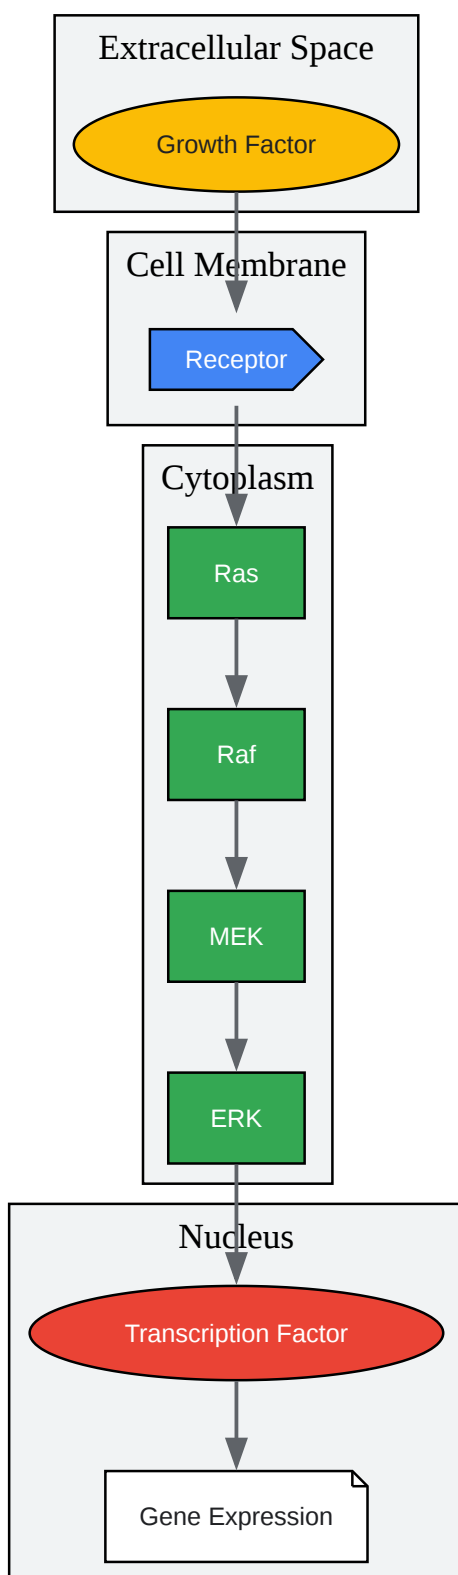 Extracellular Space
Growth Factor
Cell Membrane
Receptor
Cytoplasm
Ras
Raf
MEK
ERK
Nucleus
Transcription Factor
Gene Expression